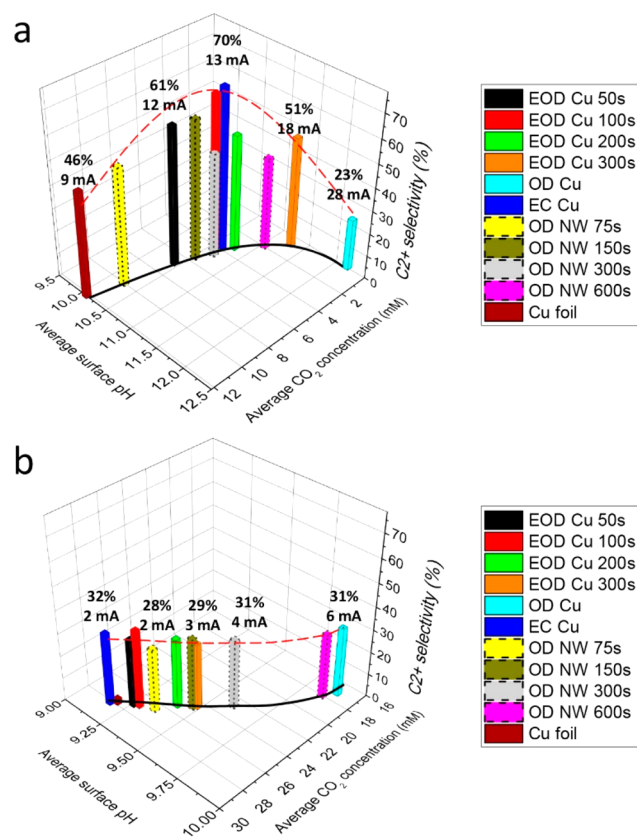 a
70%
13 mA
61%
12 mA
51%
18 mA
46%
9 mA
23%
28 mA
C2+ selectivity (%)
70
60
50
40
30
20
10
0
9.5
10.0
10.5
11.0
11.5
12.0
12.5
Average surface pH
12
10
8
6
4
2
Average CO2 concentration (mM)
EOD Cu 50s
EOD Cu 100s
EOD Cu 200s
EOD Cu 300s
OD Cu
EC Cu
OD NW 75s
OD NW 150s
OD NW 300s
OD NW 600s
Cu foil
b
32%
2 mA
28%
2 mA
29%
3 mA
31%
4 mA
31%
6 mA
C2+ selectivity (%)
70
60
50
40
30
20
10
0
9.00
9.25
9.50
9.75
10.00
Average surface pH
30
28
26
24
22
20
18
16
Average CO2 concentration (mM)
EOD Cu 50s
EOD Cu 100s
EOD Cu 200s
EOD Cu 300s
OD Cu
EC Cu
OD NW 75s
OD NW 150s
OD NW 300s
OD NW 600s
Cu foil